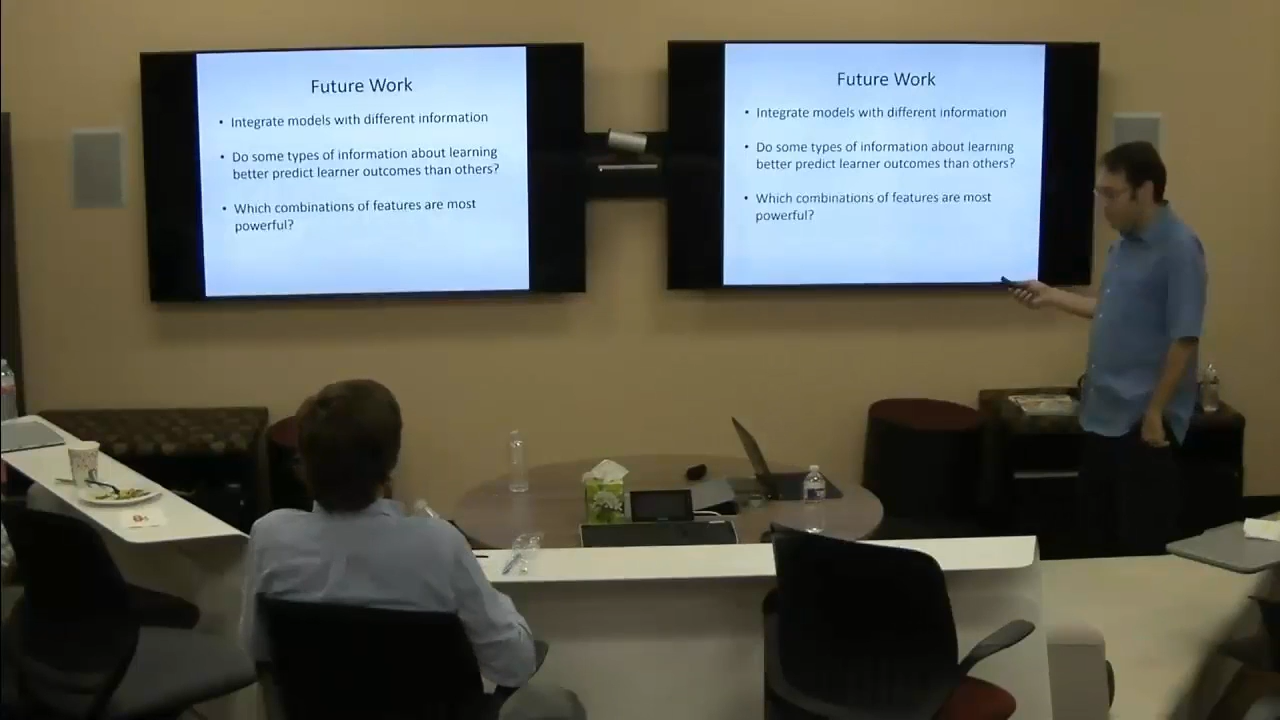 Future Work
• Integrate models with different information
• Do some types of information about learning
better predict learner outcomes than others?
• Which combinations of features are most
powerful?
Future Work
• Integrate models with different information
• Do some types of information about learning
better predict learner outcomes than others?
• Which combinations of features are most
powerful?